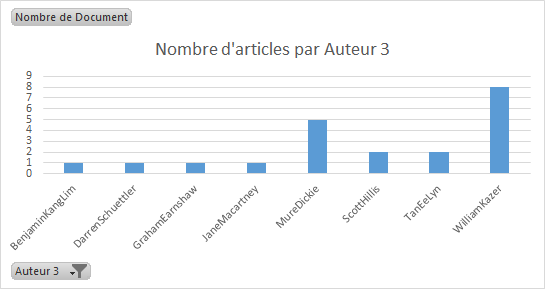 Nombre de Document
Nombre d'articles par Auteur 3
9
8
7
6
5
4
3
2
1
0
BenjaminKangLim
DarrenSchuettler
GrahamEarnshaw
JaneMacartney
MureDickie
ScottHillis
TanEeLyn
WilliamKazer
Auteur 3